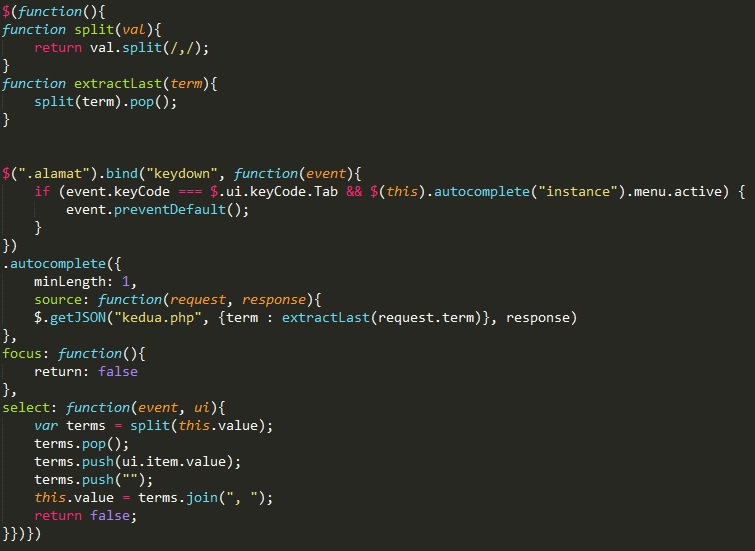 $(function(){
function split(val){
    return val.split(/,/);
}
function extractLast(term){
    split(term).pop();
}
$(".alamat").bind("keydown", function(event){
    if (event.keyCode === $.ui.keyCode.Tab && $(this).autocomplete("instance").menu.active) {
        event.preventDefault();
    }
})
.autocomplete({
    minLength: 1,
    source: function(request, response){
    $.getJSON("kedua.php", {term : extractLast(request.term)}, response)
},
focus: function(){
    return: false
},
select: function(event, ui){
    var terms = split(this.value);
    terms.pop();
    terms.push(ui.item.value);
    terms.push("");
    this.value = terms.join(", ");
    return false;
}})})